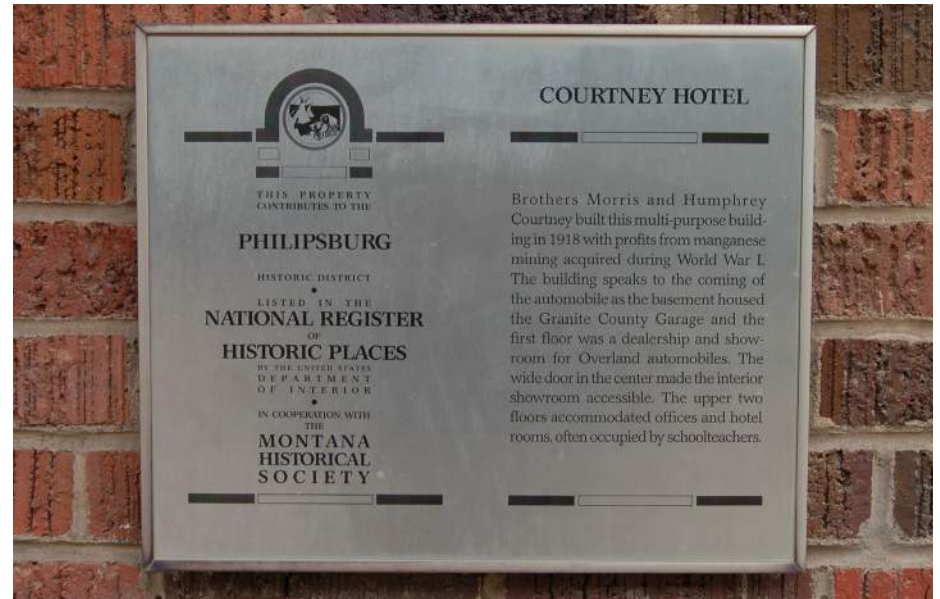 THIS PROPERTY
CONTRIBUTES TO THE
PHILIPSBURG
HISTORIC DISTRICT
LISTED IN THE
NATIONAL REGISTER
OF
HISTORIC PLACES
BY THE UNITED STATES
DEPARTMENT
OF INTERIOR
IN COOPERATION WITH
THE
MONTANA
HISTORICAL
SOCIETY
COURTNEY HOTEL
Brothers Morris and Humphrey
Courtney built this multi-purpose build-
ing in 1918 with profits from manganese
mining acquired during World War I.
The building speaks to the coming of
the automobile as the basement housed
the Granite County Garage and the
first floor was a dealership and show-
room for Overland automobiles. The
wide door in the center made the interior
showroom accessible. The upper two
floors accommodated offices and hotel
rooms, often occupied by schoolteachers.